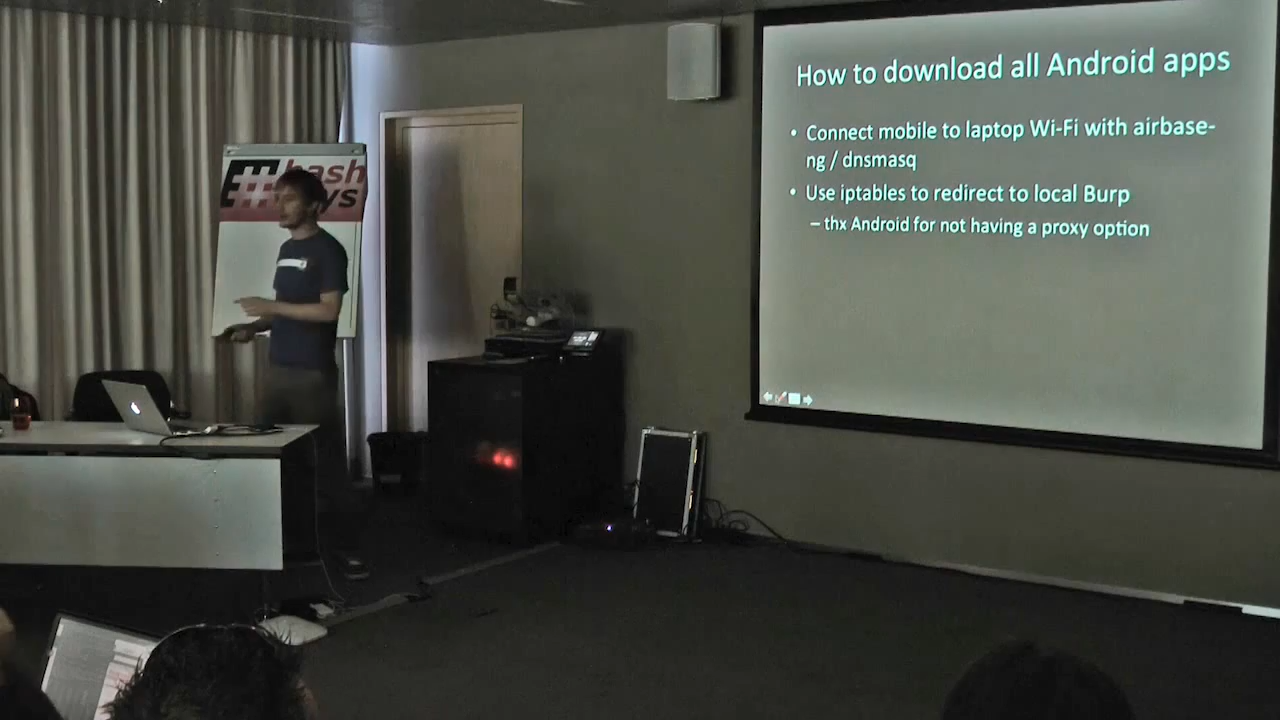 How to download all Android apps
• Connect mobile to laptop Wi-Fi with airbase-
ng / dnsmasq
• Use iptables to redirect to local Burp
– thx Android for not having a proxy option
hash
ys